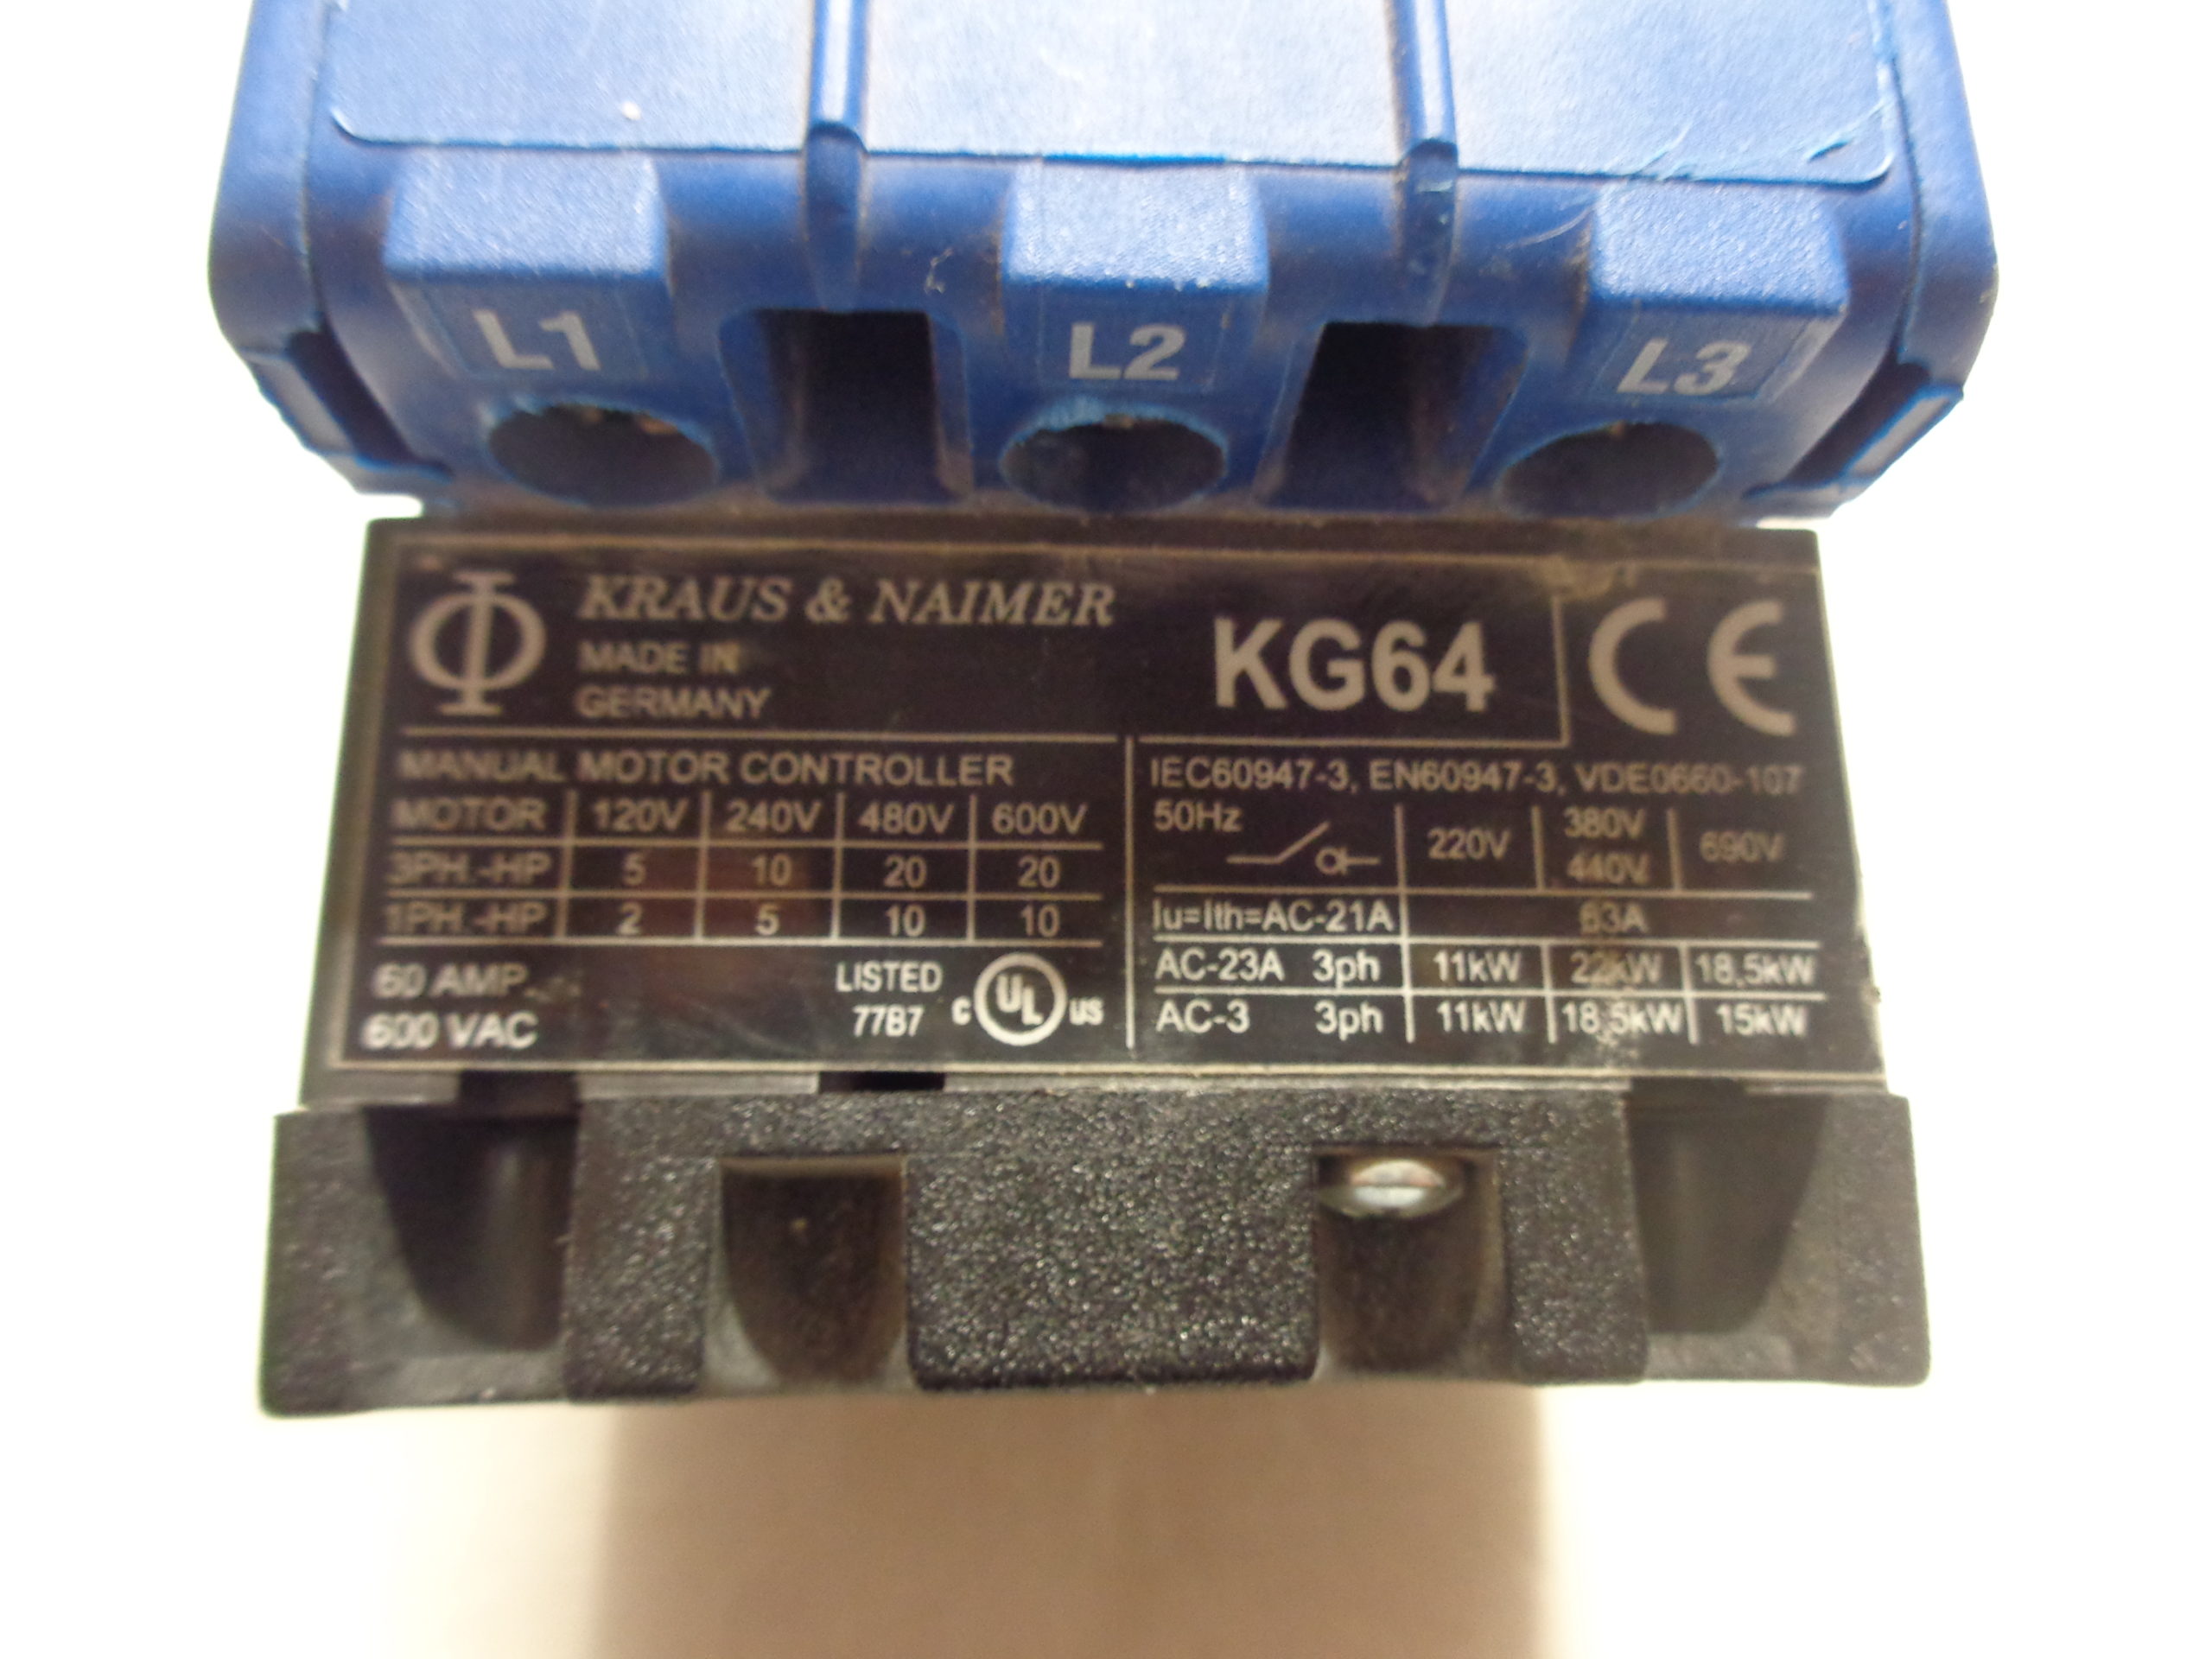 L1 L2 L3
KRAUS & NAIMER
MADE IN
GERMANY
KG64
CE
MANUAL MOTOR CONTROLLER
MOTOR 120V 240V 480V 600V
3PH.-HP 5 10 20 20
1PH.-HP 2 5 10 10
60 AMP.
600 VAC
LISTED
77B7
C UL US
IEC60947-3, EN60947-3, VDE0660-107
50Hz 220V 380V 440V 690V
Iu=Ith=AC-21A 63A
AC-23A 3ph 11kW 22kW 18,5kW
AC-3 3ph 11kW 18,5kW 15kW